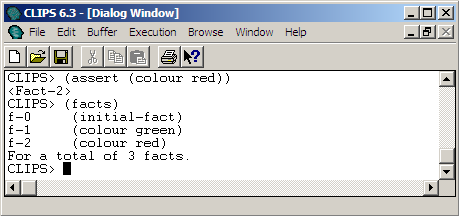 CLIPS 6.3 - [Dialog Window]
File Edit Buffer Execution Browse Window Help
CLIPS> (assert (colour red))
<Fact-2>
CLIPS> (facts)
f-0     (initial-fact)
f-1     (colour green)
f-2     (colour red)
For a total of 3 facts.
CLIPS>